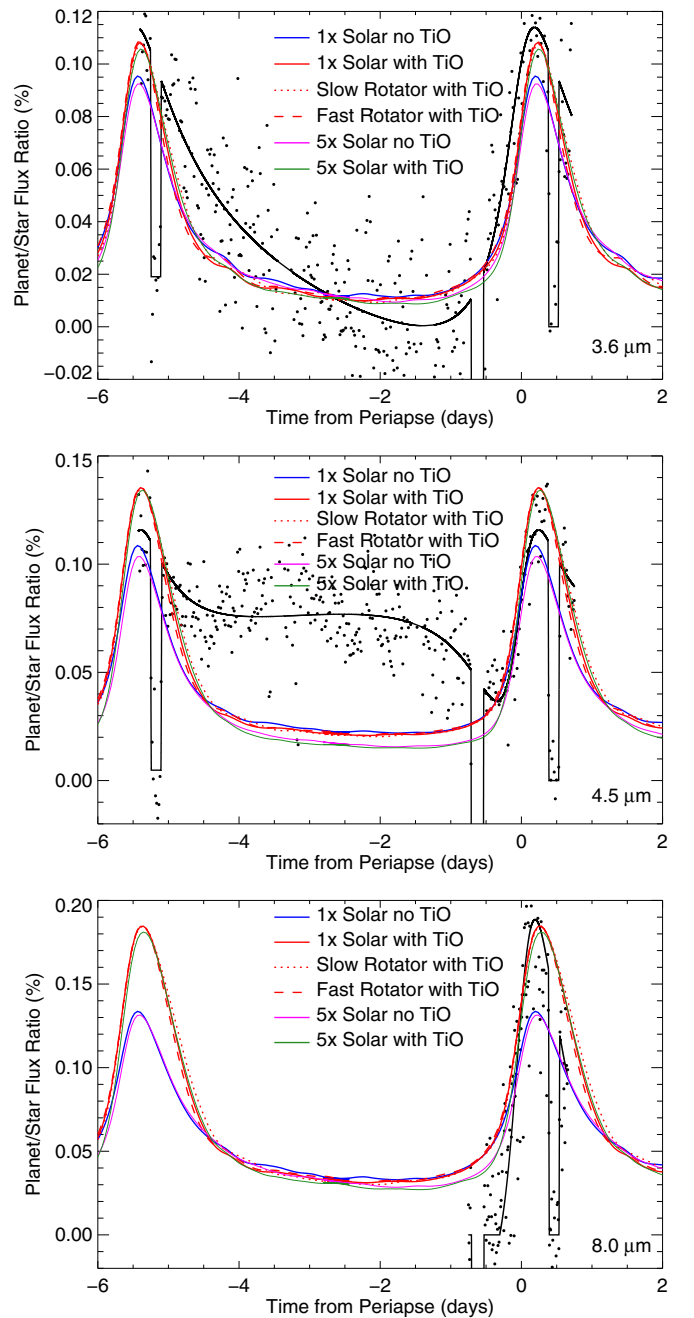 0.12
0.10
0.08
0.06
0.04
0.02
0.00
−0.02
Planet/Star Flux Ratio (%)
1x Solar no TiO
1x Solar with TiO
Slow Rotator with TiO
Fast Rotator with TiO
5x Solar no TiO
5x Solar with TiO
3.6 μm
−6 −4 −2 0 2
Time from Periapse (days)
0.15
0.10
0.05
0.00
Planet/Star Flux Ratio (%)
1x Solar no TiO
1x Solar with TiO
Slow Rotator with TiO
Fast Rotator with TiO
5x Solar no TiO
5x Solar with TiO
4.5 μm
−6 −4 −2 0 2
Time from Periapse (days)
0.20
0.15
0.10
0.05
0.00
Planet/Star Flux Ratio (%)
1x Solar no TiO
1x Solar with TiO
Slow Rotator with TiO
Fast Rotator with TiO
5x Solar no TiO
5x Solar with TiO
8.0 μm
−6 −4 −2 0 2
Time from Periapse (days)